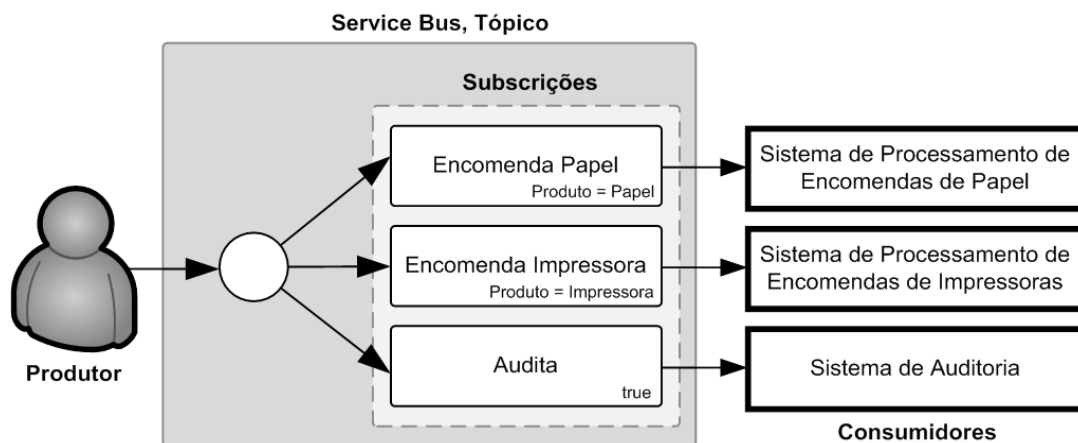 Service Bus, Tópico
Subscrições
Encomenda Papel
Produto = Papel
Sistema de Processamento de
Encomendas de Papel
Encomenda Impressora
Produto = Impressora
Sistema de Processamento de
Encomendas de Impressoras
Audita
true
Sistema de Auditoria
Produtor
Consumidores